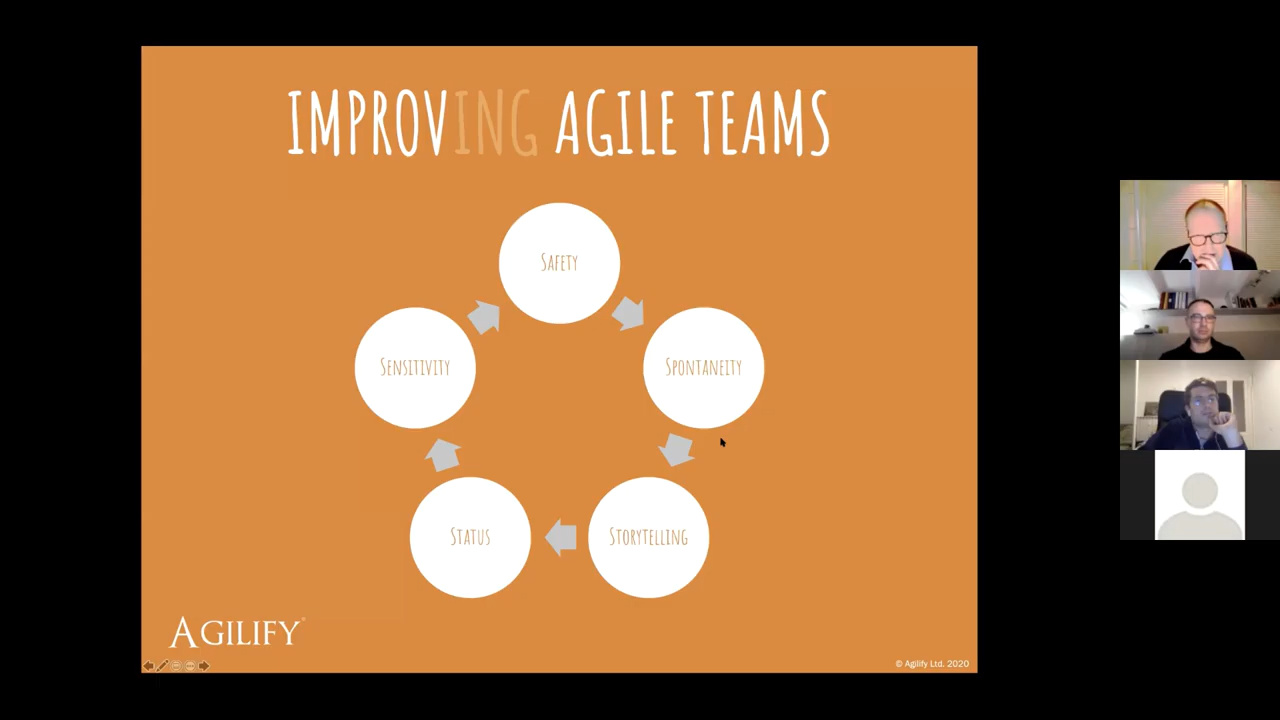 IMPROVING AGILE TEAMS
SAFETY
SENSITIVITY
SPONTANEITY
STATUS
STORYTELLING
AGILIFY®
© Agilify Ltd. 2020